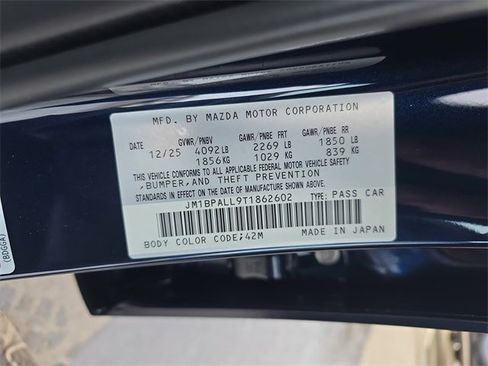 MFD. BY MAZDA MOTOR CORPORATION
DATE GVWR/PNBV GAWR/PNBE FRT GAWR/PNBE RR
12/25 4092LB 2269 LB 1850 LB
1856KG 1029 KG 839 KG
THIS VEHICLE CONFORMS TO ALL APPLICABLE FEDERAL MOTOR VEHICLE SAFETY
,BUMPER,AND THEFT PREVENTION
STANDARDS IN EFFECT ON THE DATE OF MANUFACTURE SHOWN ABOVE.
JM1BPALL9T1862602 TYPE: PASS CAR
BODY COLOR CODE;42M MADE IN JAPAN
(BDGGA)